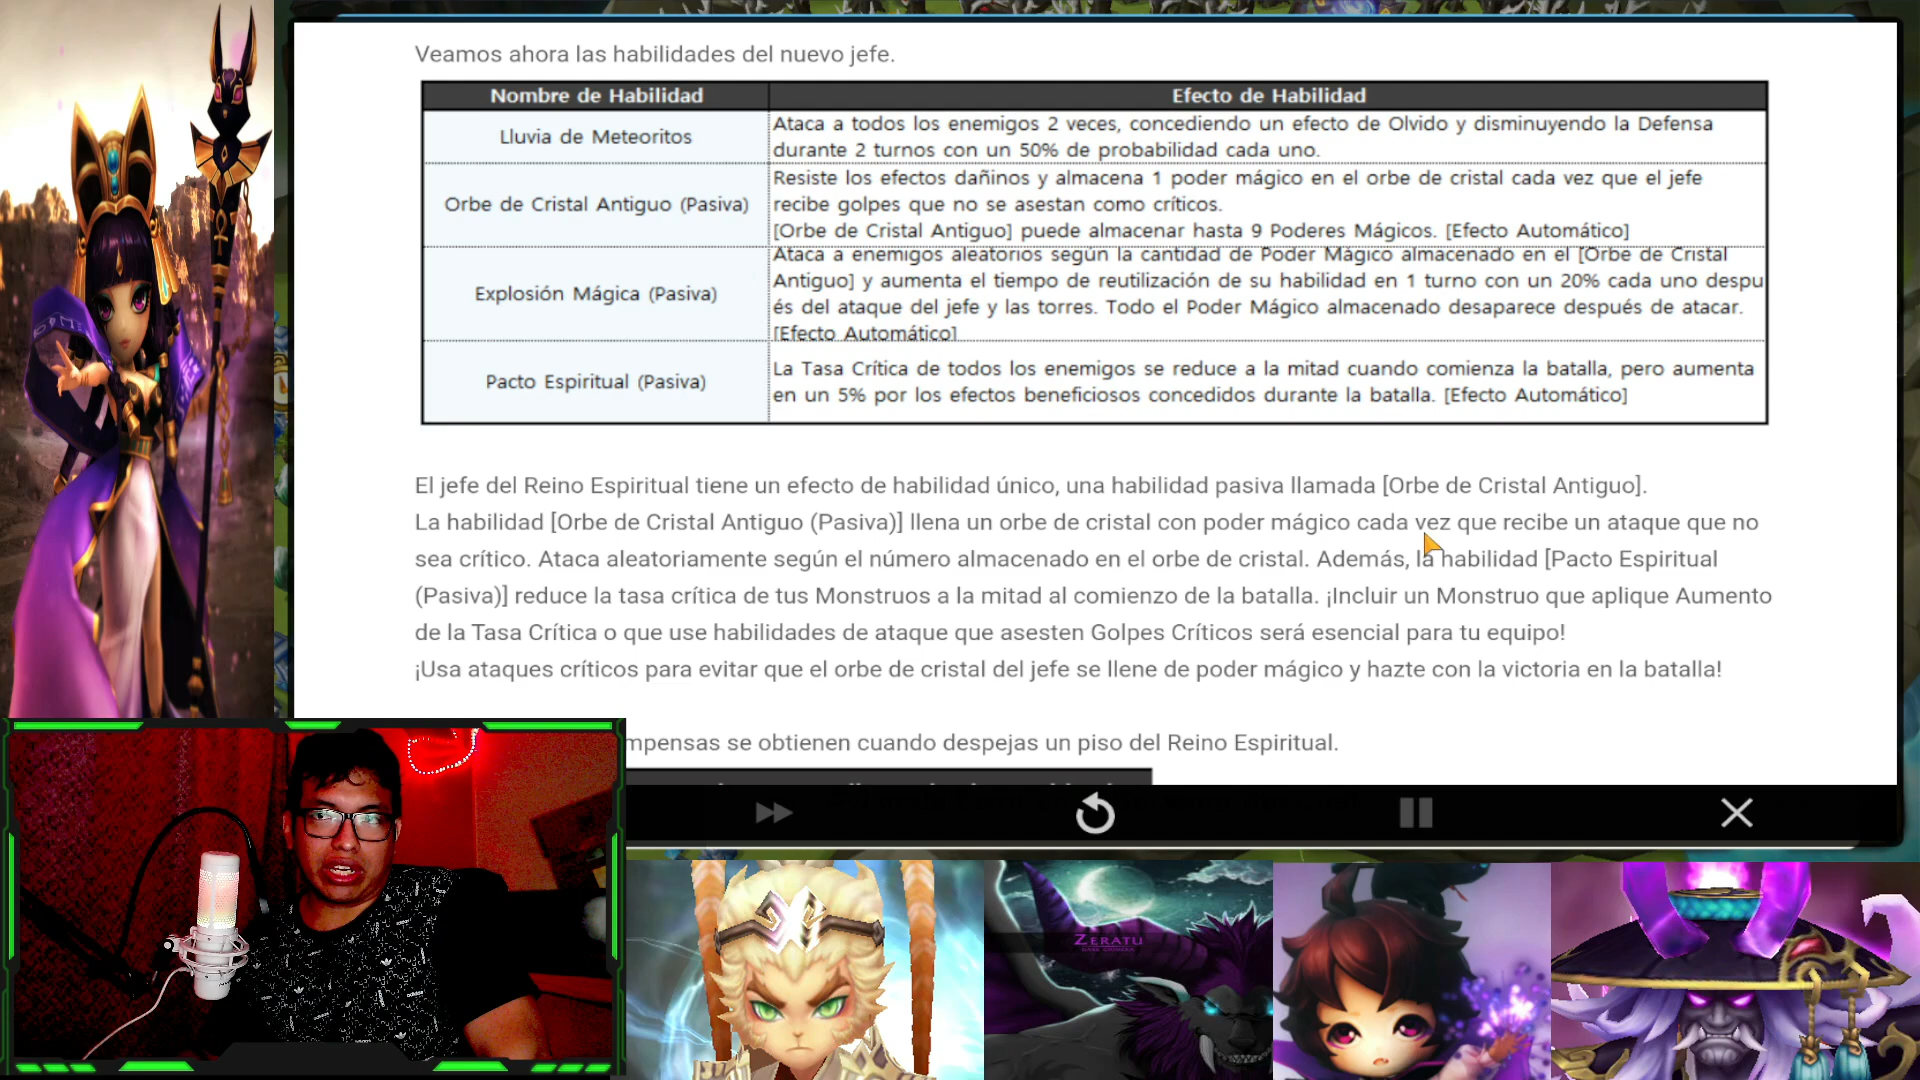 Veamos ahora las habilidades del nuevo jefe.
Nombre de Habilidad
Efecto de Habilidad
Lluvia de Meteoritos
Ataca a todos los enemigos 2 veces, concediendo un efecto de Olvido y disminuyendo la Defensa
durante 2 turnos con un 50% de probabilidad cada uno.
Orbe de Cristal Antiguo (Pasiva)
Resiste los efectos dañinos y almacena 1 poder mágico en el orbe de cristal cada vez que el jefe
recibe golpes que no se asestan como críticos.
[Orbe de Cristal Antiguo] puede almacenar hasta 9 Poderes Mágicos. [Efecto Automático]
Explosión Mágica (Pasiva)
Ataca a enemigos aleatorios según la cantidad de Poder Mágico almacenado en el [Orbe de Cristal
Antiguo] y aumenta el tiempo de reutilización de su habilidad en 1 turno con un 20% cada uno despu
és del ataque del jefe y las torres. Todo el Poder Mágico almacenado desaparece después de atacar.
[Efecto Automático]
Pacto Espiritual (Pasiva)
La Tasa Crítica de todos los enemigos se reduce a la mitad cuando comienza la batalla, pero aumenta
en un 5% por los efectos beneficiosos concedidos durante la batalla. [Efecto Automático]
El jefe del Reino Espiritual tiene un efecto de habilidad único, una habilidad pasiva llamada [Orbe de Cristal Antiguo].
La habilidad [Orbe de Cristal Antiguo (Pasiva)] llena un orbe de cristal con poder mágico cada vez que recibe un ataque que no
sea crítico. Ataca aleatoriamente según el número almacenado en el orbe de cristal. Además, la habilidad [Pacto Espiritual
(Pasiva)] reduce la tasa crítica de tus Monstruos a la mitad al comienzo de la batalla. ¡Incluir un Monstruo que aplique Aumento
de la Tasa Crítica o que use habilidades de ataque que asesten Golpes Críticos será esencial para tu equipo!
¡Usa ataques críticos para evitar que el orbe de cristal del jefe se llene de poder mágico y hazte con la victoria en la batalla!
mpensas se obtienen cuando despejas un piso del Reino Espiritual.
ZERATU